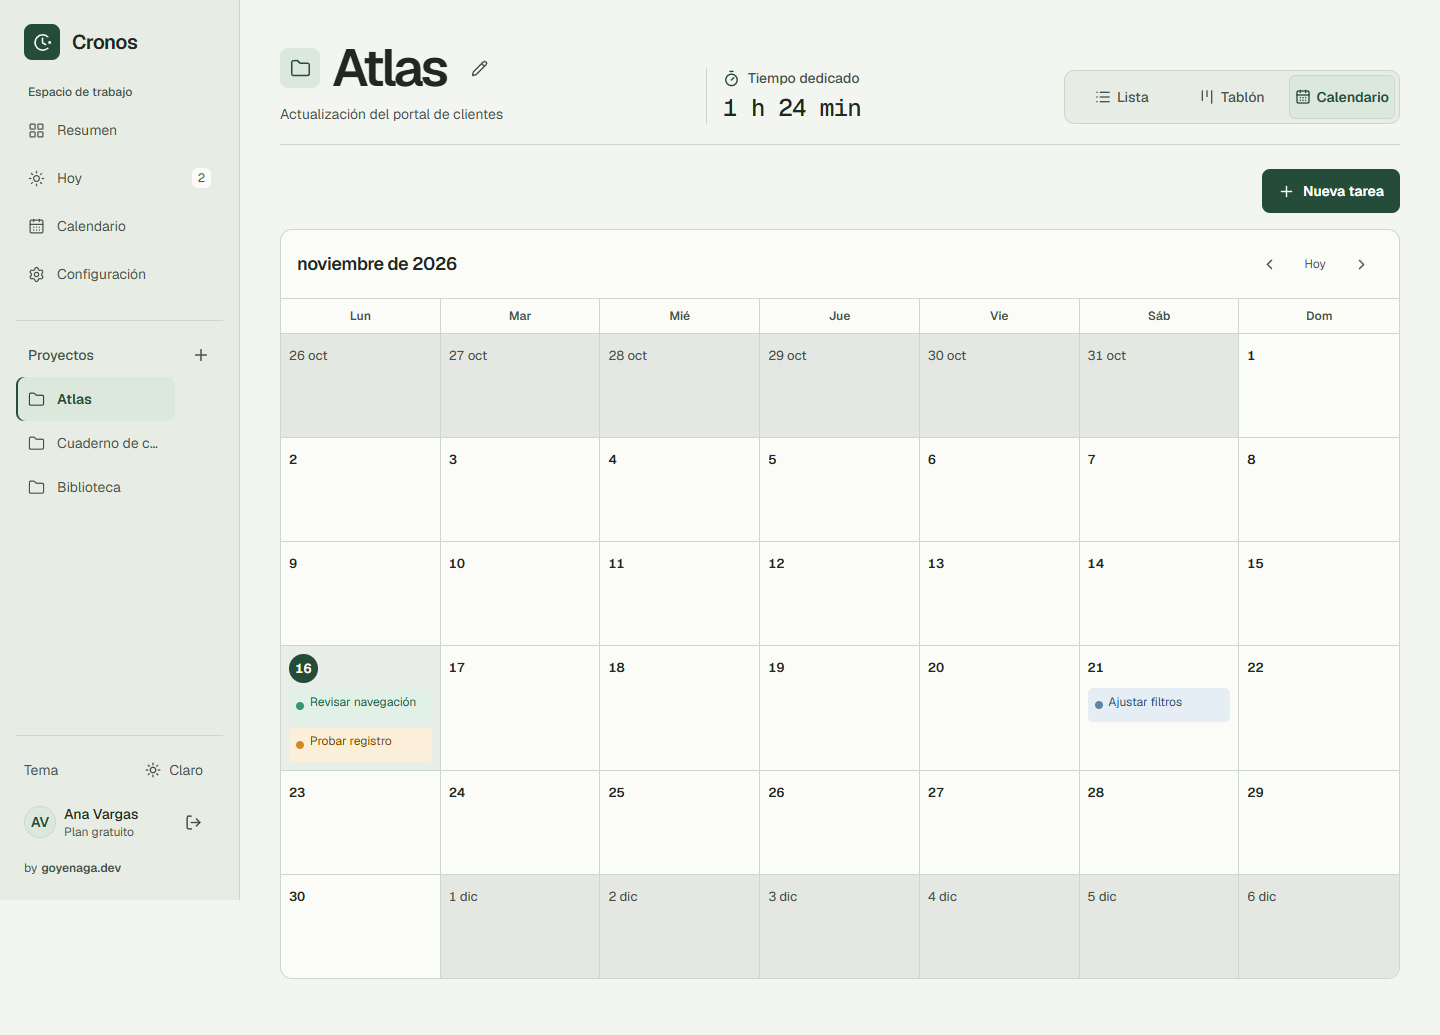 Cronos
Espacio de trabajo
Resumen
Hoy 2
Calendario
Configuración
Proyectos
Atlas
Cuaderno de c…
Biblioteca
Tema Claro
AV Ana Vargas
Plan gratuito
by goyenaga.dev
Atlas
Actualización del portal de clientes
Tiempo dedicado
1 h 24 min
Lista Tablón Calendario
Nueva tarea
noviembre de 2026 Hoy
Lun Mar Mié Jue Vie Sáb Dom
26 oct 27 oct 28 oct 29 oct 30 oct 31 oct 1
2 3 4 5 6 7 8
9 10 11 12 13 14 15
16 17 18 19 20 21 22
Revisar navegación Ajustar filtros
Probar registro
23 24 25 26 27 28 29
30 1 dic 2 dic 3 dic 4 dic 5 dic 6 dic